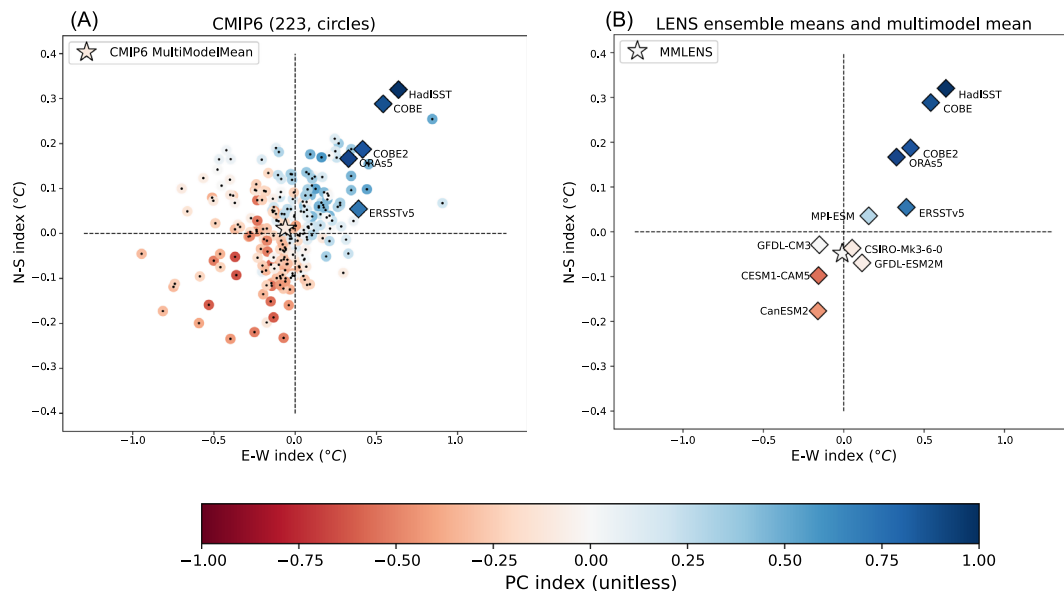 (A)
CMIP6 (223, circles)
CMIP6 MultiModelMean
HadISST
COBE
COBE2
ORAs5
ERSSTv5
0.4
0.3
0.2
0.1
0.0
−0.1
−0.2
−0.3
−0.4
N-S index (°C)
−1.0 −0.5 0.0 0.5 1.0
E-W index (°C)
(B)
LENS ensemble means and multimodel mean
MMLENS
HadISST
COBE
COBE2
ORAs5
ERSSTv5
MPI-ESM
GFDL-CM3
CSIRO-Mk3-6-0
GFDL-ESM2M
CESM1-CAM5
CanESM2
0.4
0.3
0.2
0.1
0.0
−0.1
−0.2
−0.3
−0.4
N-S index (°C)
−1.0 −0.5 0.0 0.5 1.0
E-W index (°C)
−1.00 −0.75 −0.50 −0.25 0.00 0.25 0.50 0.75 1.00
PC index (unitless)